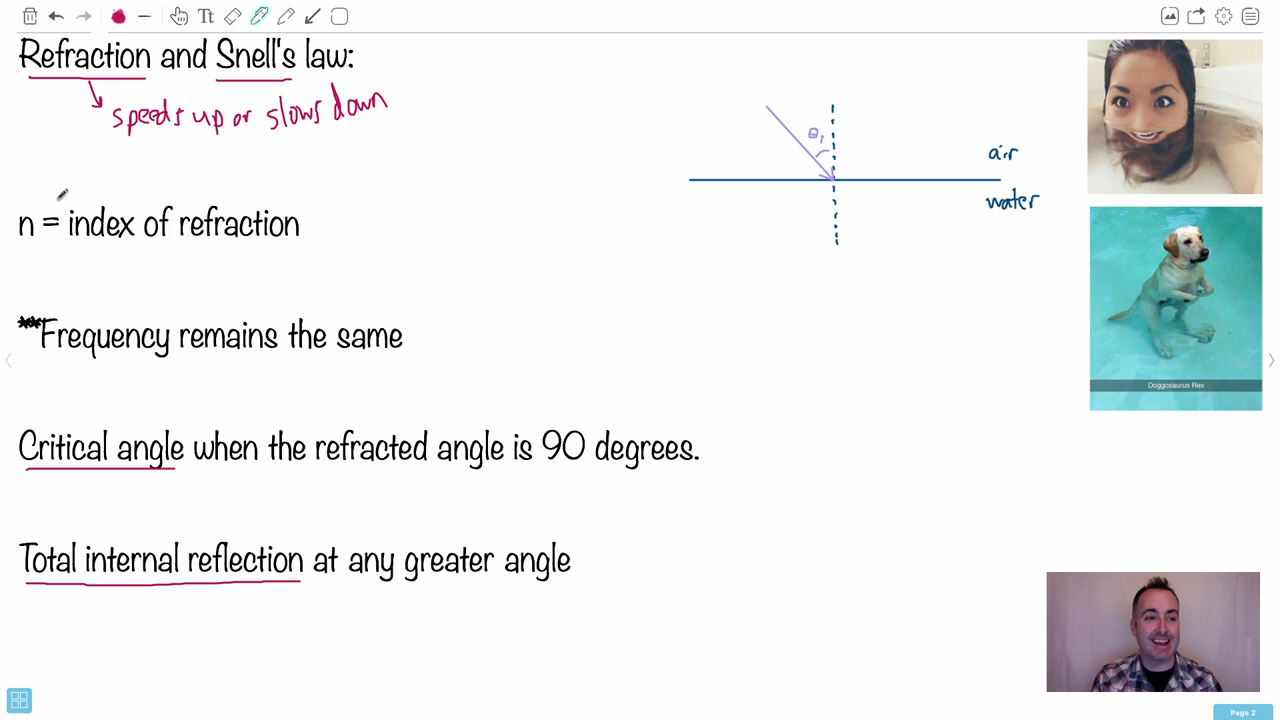 Tt
Refraction and Snell's law:
speeds up or slows down
θ₁
air
water
n = index of refraction
**Frequency remains the same
Doggosaurus Rex
Critical angle when the refracted angle is 90 degrees.
Total internal reflection at any greater angle
Page 2